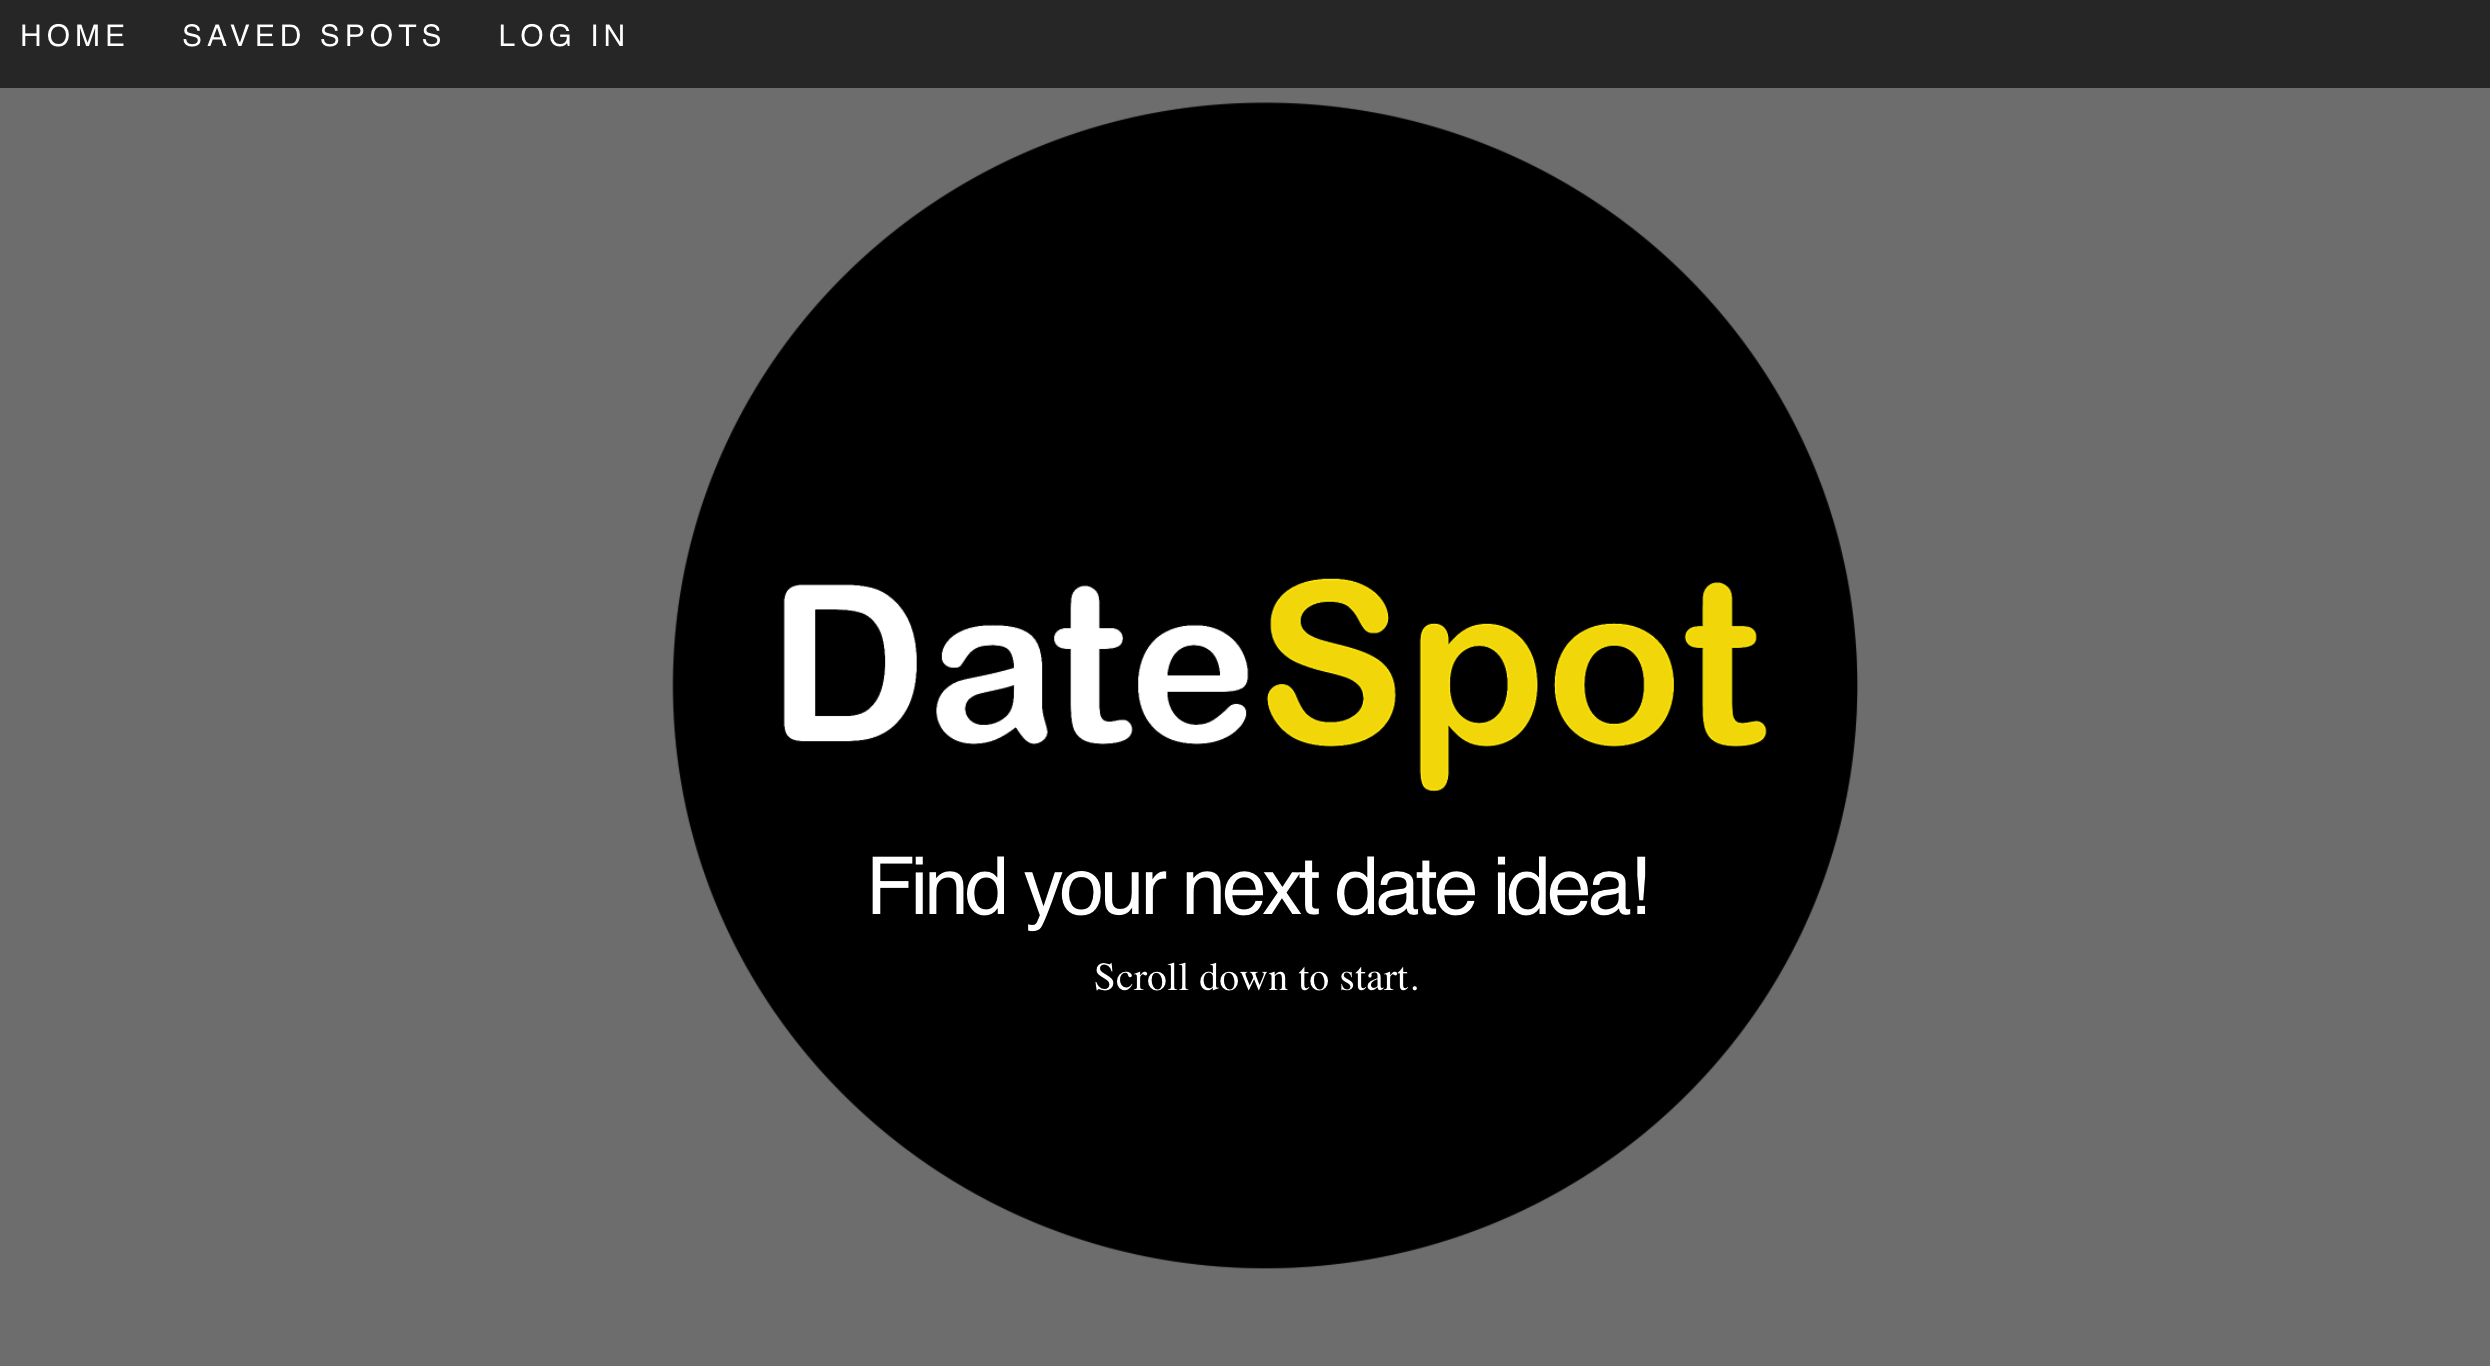 HOME SAVED SPOTS LOG IN
DateSpot
Find your next date idea!
Scroll down to start.